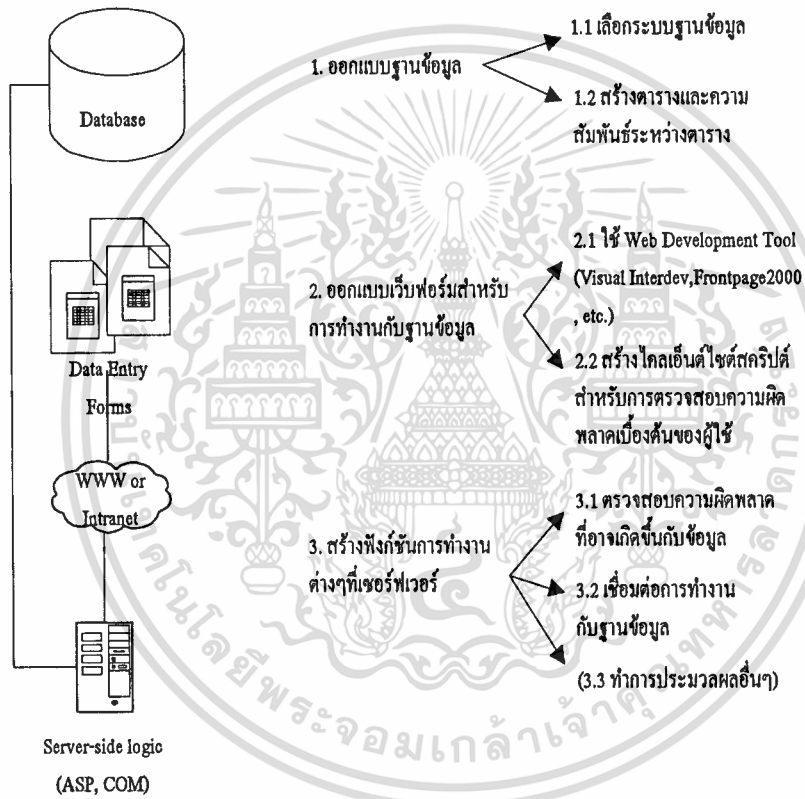 Database
1. ออกแบบฐานข้อมูล
1.1 เลือกระบบฐานข้อมูล
1.2 สร้างตารางและความ
สัมพันธ์ระหว่างตาราง
Data Entry
Forms
2. ออกแบบเว็บฟอร์มสำหรับ
การทำงานกับฐานข้อมูล
2.1 ใช้ Web Development Tool
(Visual Interdev,Frontpage2000
, etc.)
2.2 สร้างไคลเอ็นต์ไซต์สคริปต์
สำหรับการตรวจสอบความผิด
พลาดเบื้องต้นของผู้ใช้
WWW or
Intranet
3. สร้างฟังก์ชันการทำงาน
ต่างๆที่เซอร์ฟเวอร์
3.1 ตรวจสอบความผิดพลาด
ที่อาจเกิดขึ้นกับข้อมูล
3.2 เชื่อมต่อการทำงาน
กับฐานข้อมูล
(3.3 ทำการประมวลผลอื่นๆ)
Server-side logic
(ASP, COM)